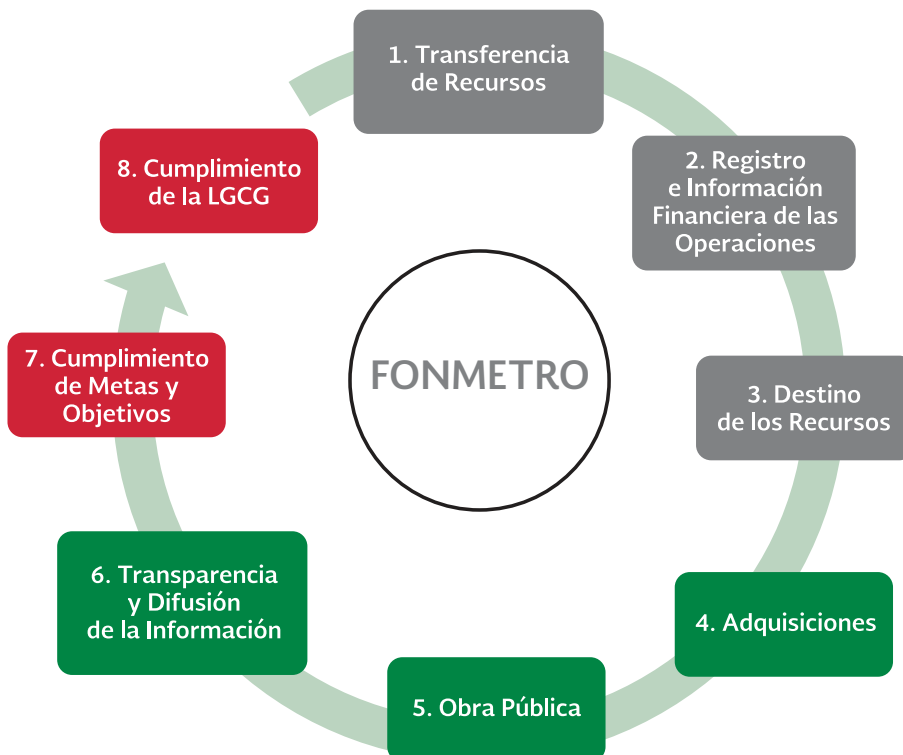 1. Transferencia
de Recursos
2. Registro
e Información
Financiera de las
Operaciones
3. Destino
de los Recursos
4. Adquisiciones
5. Obra Pública
6. Transparencia
y Difusión
de la Información
7. Cumplimiento
de Metas y
Objetivos
8. Cumplimiento
de la LGCG
FONMETRO